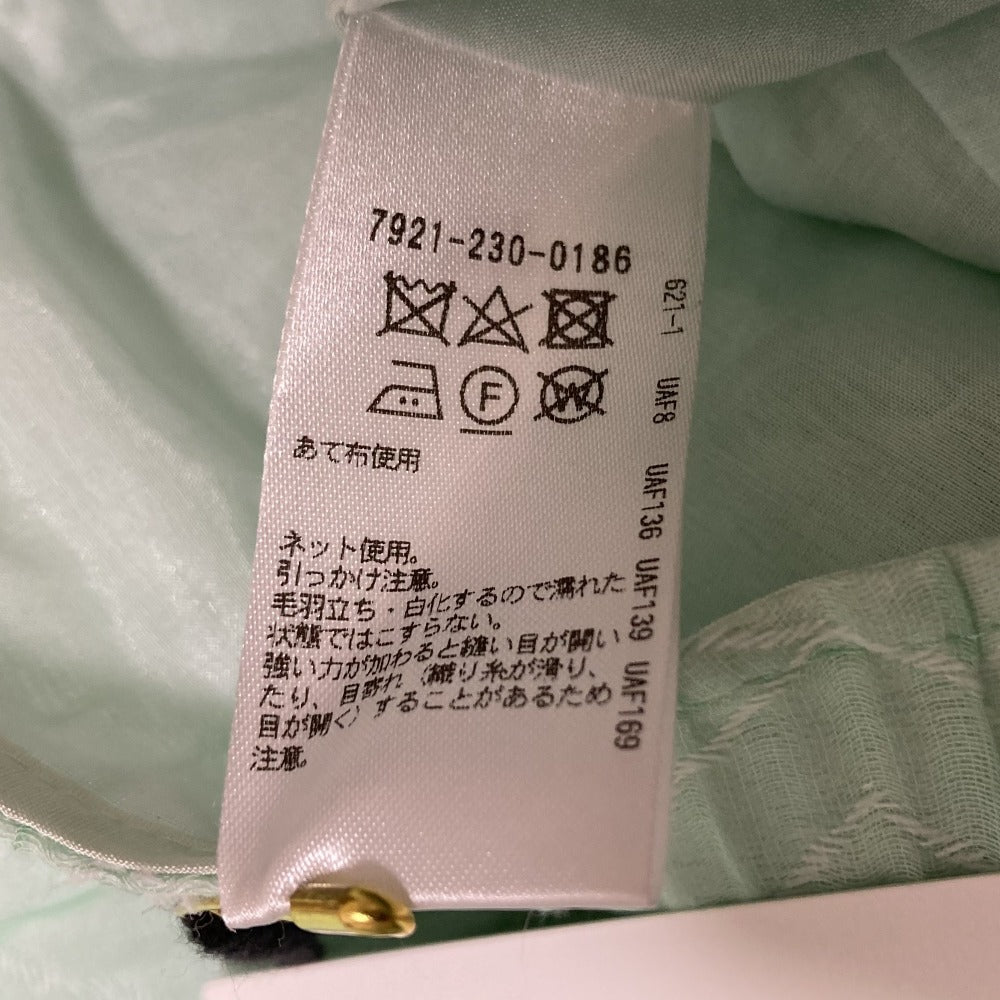 7921-230-0186
F
W
あて布使用
ネット使用。
引っかけ注意。
毛羽立ち・白化するので濡れた
状態ではこすらない。
強い力が加わると縫い目が開い
たり、目寄れ（織り糸が滑り、
目が開く）することがあるため
注意。
621-1 UAF8 UAF136 UAF139 UAF169